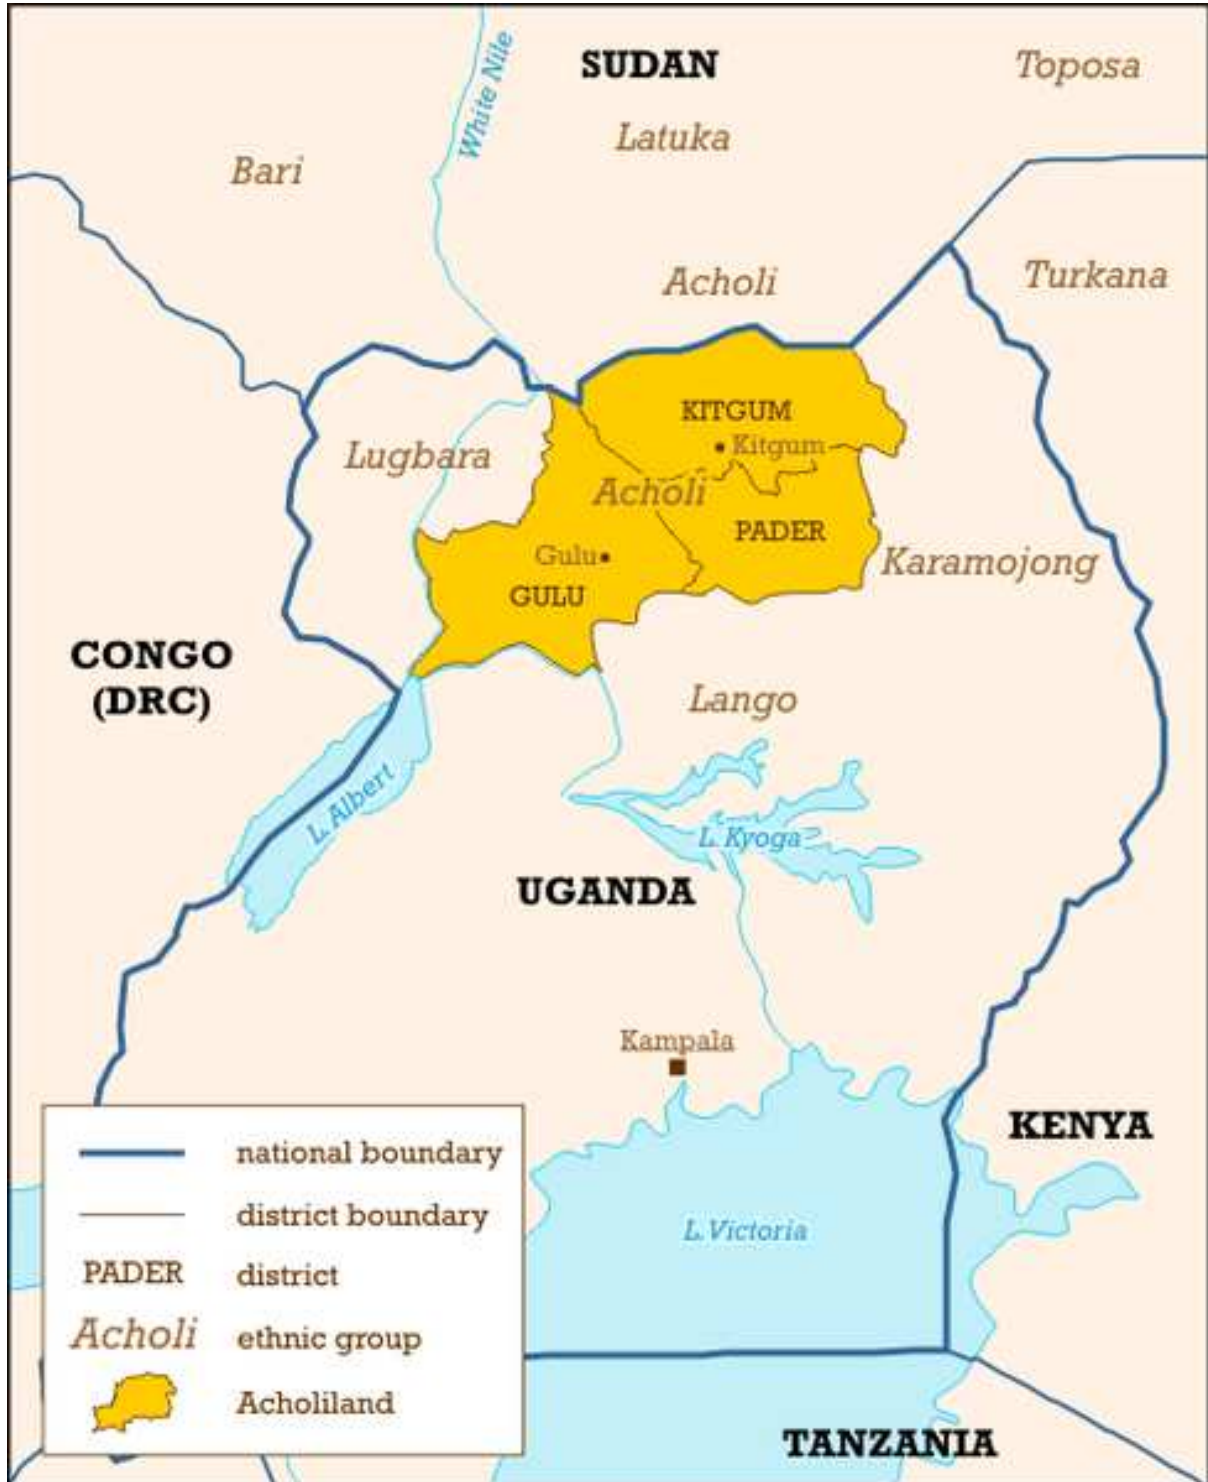 SUDAN
Toposa
White Nile
Latuka
Bari
Acholi
Turkana
KITGUM
Kitgum
Lugbara
Acholi
PADER
Gulu
Karamojong
GULU
CONGO
(DRC)
Lango
L. Albert
L. Kyoga
UGANDA
Kampala
KENYA
L. Victoria
TANZANIA
national boundary
district boundary
PADER district
Acholi ethnic group
Acholiland